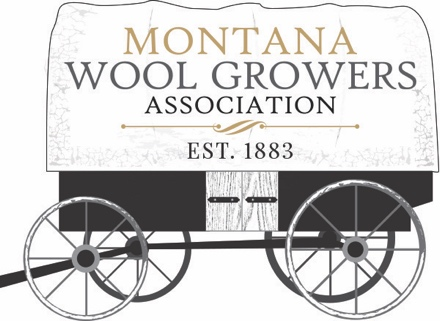 MONTANA
WOOL GROWERS
ASSOCIATION
EST. 1883